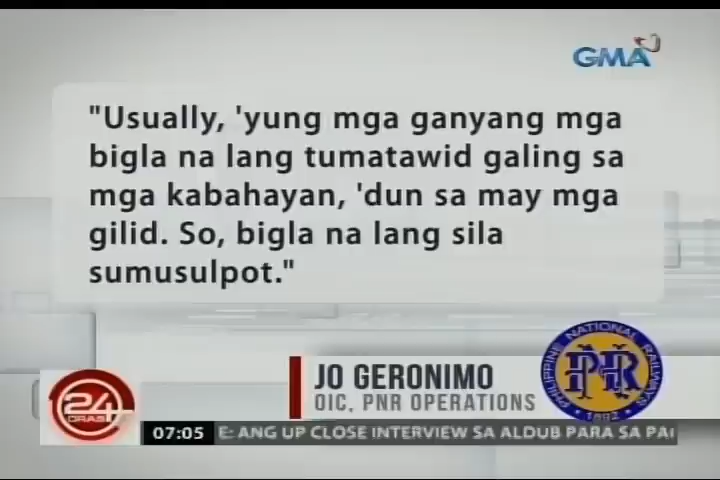 GMA
"Usually, 'yung mga ganyang mga
bigla na lang tumatawid galing sa
mga kabahayan, 'dun sa may mga
gilid. So, bigla na lang sila
sumusulpot."
JO GERONIMO
OIC, PNR OPERATIONS
PHILIPPINE NATIONAL RAILWAYS
PNR
1892
24
ORAS
07:05
E: ANG UP CLOSE INTERVIEW SA ALDUB PARA SA PA